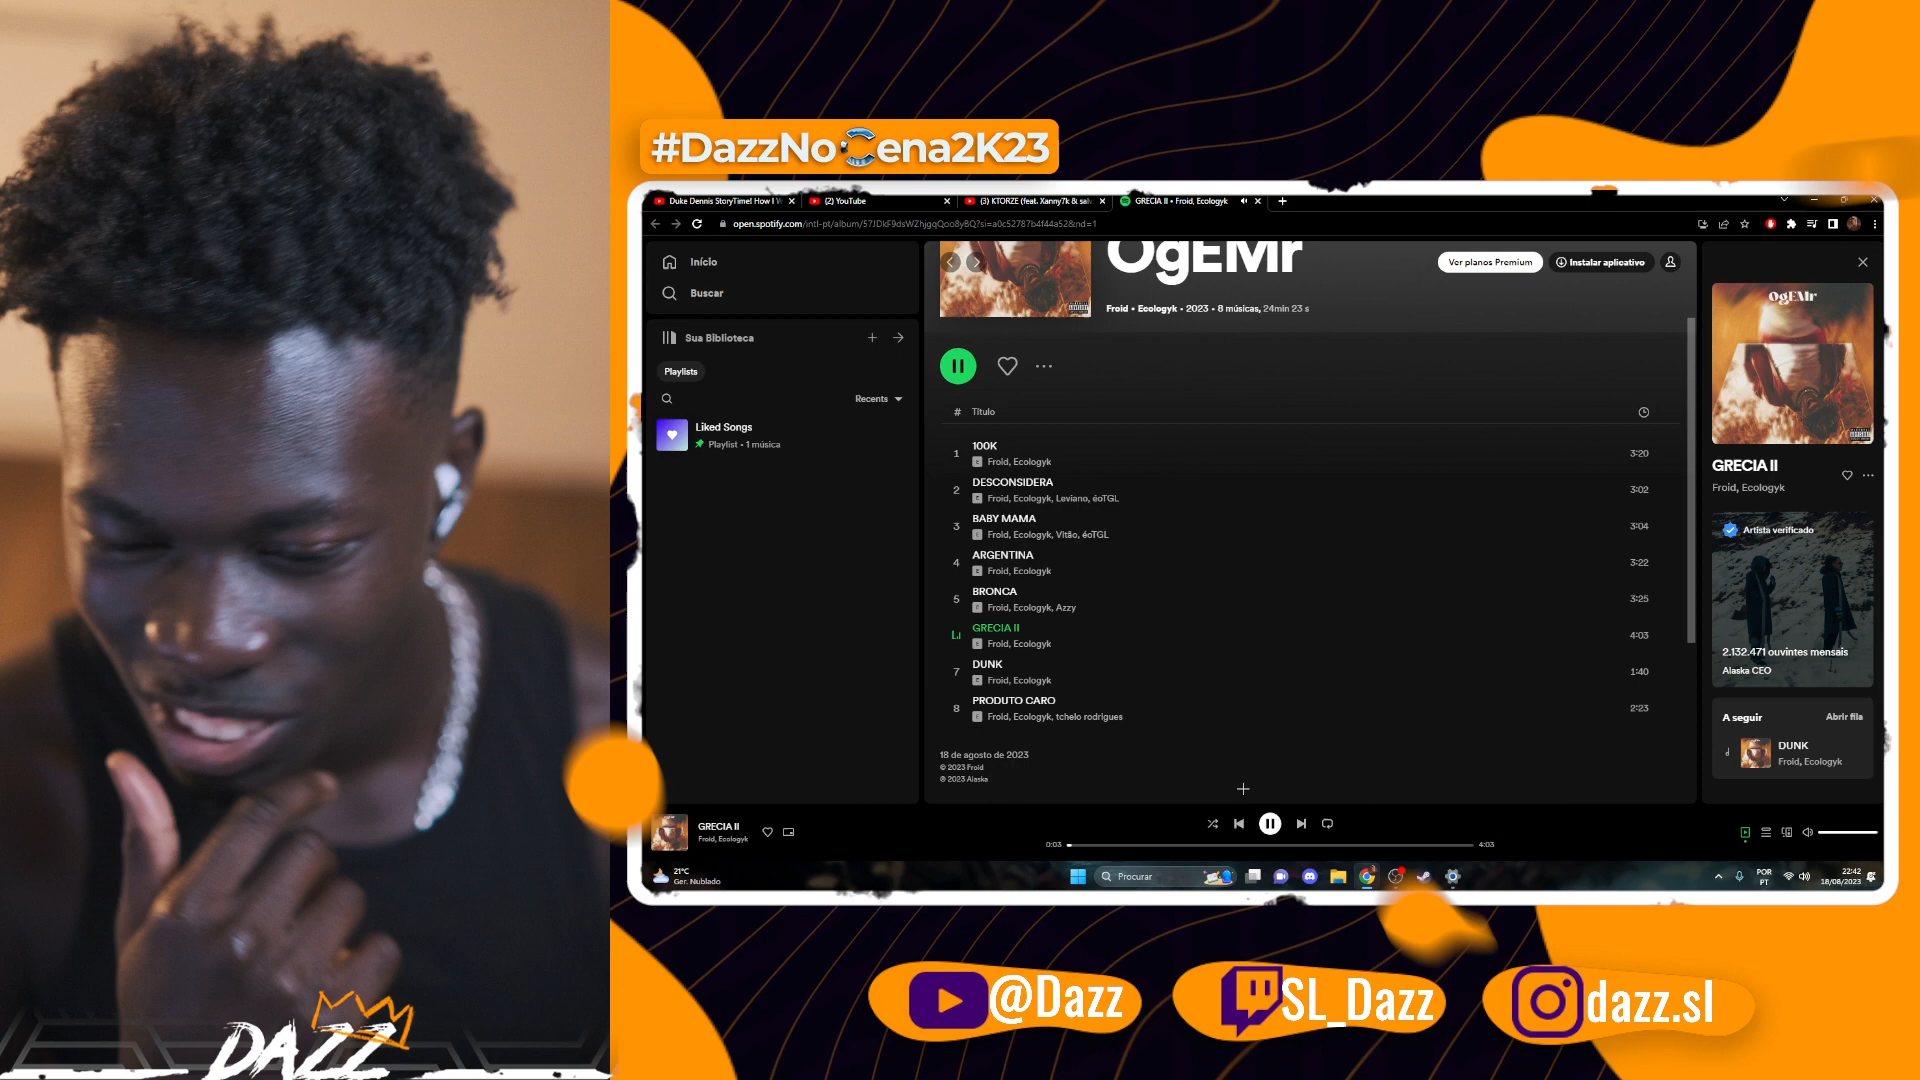 #DazzNoCena2K23
Duke Dennis StoryTime! How I W
(2) YouTube
(3) KTORZE (feat. Xanny7k & sal
GRECIA II • Froid, Ecologyk
open.spotify.com/intl-pt/album/57JDkF9dsWZhjgqQoo8yBQ?si=a0c52787b4f44a52&nd=1
Início
Buscar
Sua Biblioteca
Playlists
Recents
Liked Songs
Playlist • 1 música
OgEMr
Ver planos Premium
Instalar aplicativo
Froid • Ecologyk • 2023 • 8 músicas, 24min 23 s
# Título
1 100K 3:20
E Froid, Ecologyk
2 DESCONSIDERA 3:02
E Froid, Ecologyk, Leviano, éoTGL
3 BABY MAMA 3:04
E Froid, Ecologyk, Vitão, éoTGL
4 ARGENTINA 3:22
E Froid, Ecologyk
5 BRONCA 3:25
E Froid, Ecologyk, Azzy
GRECIA II 4:03
E Froid, Ecologyk
7 DUNK 1:40
E Froid, Ecologyk
8 PRODUTO CARO 2:23
E Froid, Ecologyk, tchelo rodrigues
18 de agosto de 2023
© 2023 Froid
℗ 2023 Alaska
OgEMr
GRECIA II
Froid, Ecologyk
Artista verificado
2.132.471 ouvintes mensais
Alaska CEO
A seguir
Abrir fila
DUNK
Froid, Ecologyk
GRECIA II
Froid, Ecologyk
0:03
4:03
21°C
Ger. Nublado
Procurar
POR
PT
22:42
18/08/2023
DAZZ
@Dazz
SL_Dazz
dazz.sl